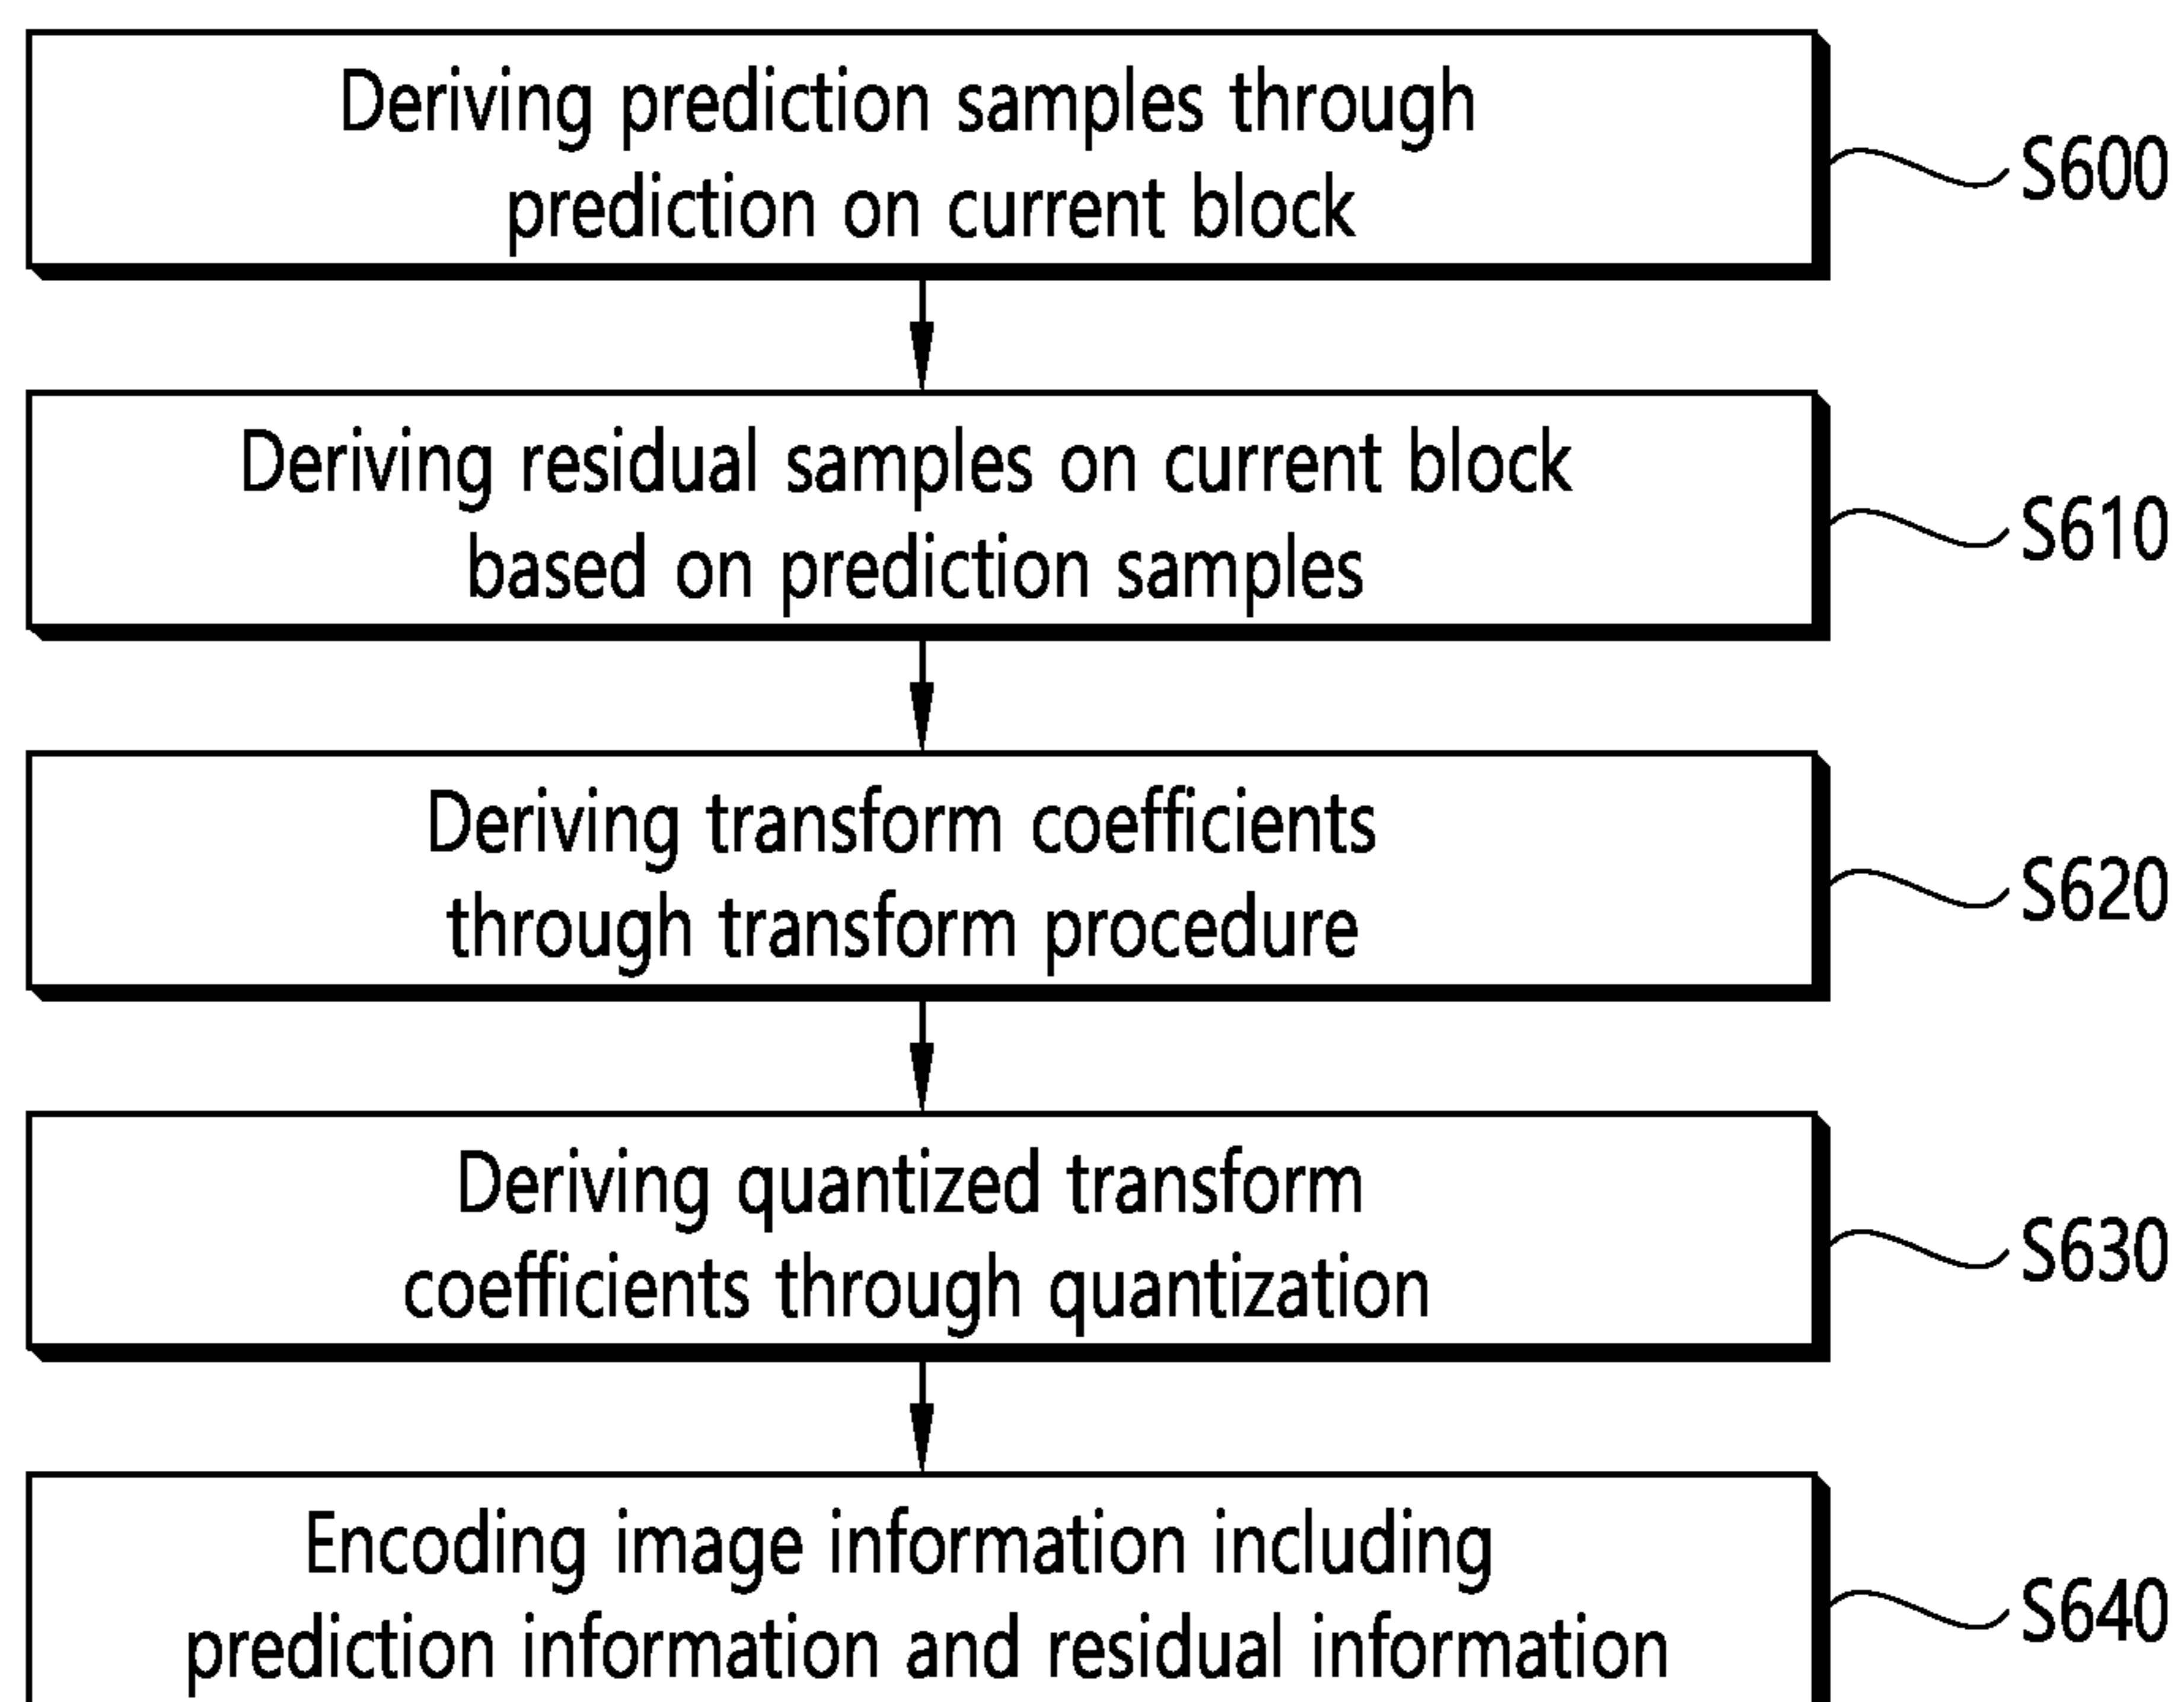 Deriving prediction samples through
prediction on current block
S600
Deriving residual samples on current block
based on prediction samples
S610
Deriving transform coefficients
through transform procedure
S620
Deriving quantized transform
coefficients through quantization
S630
Encoding image information including
prediction information and residual information
S640